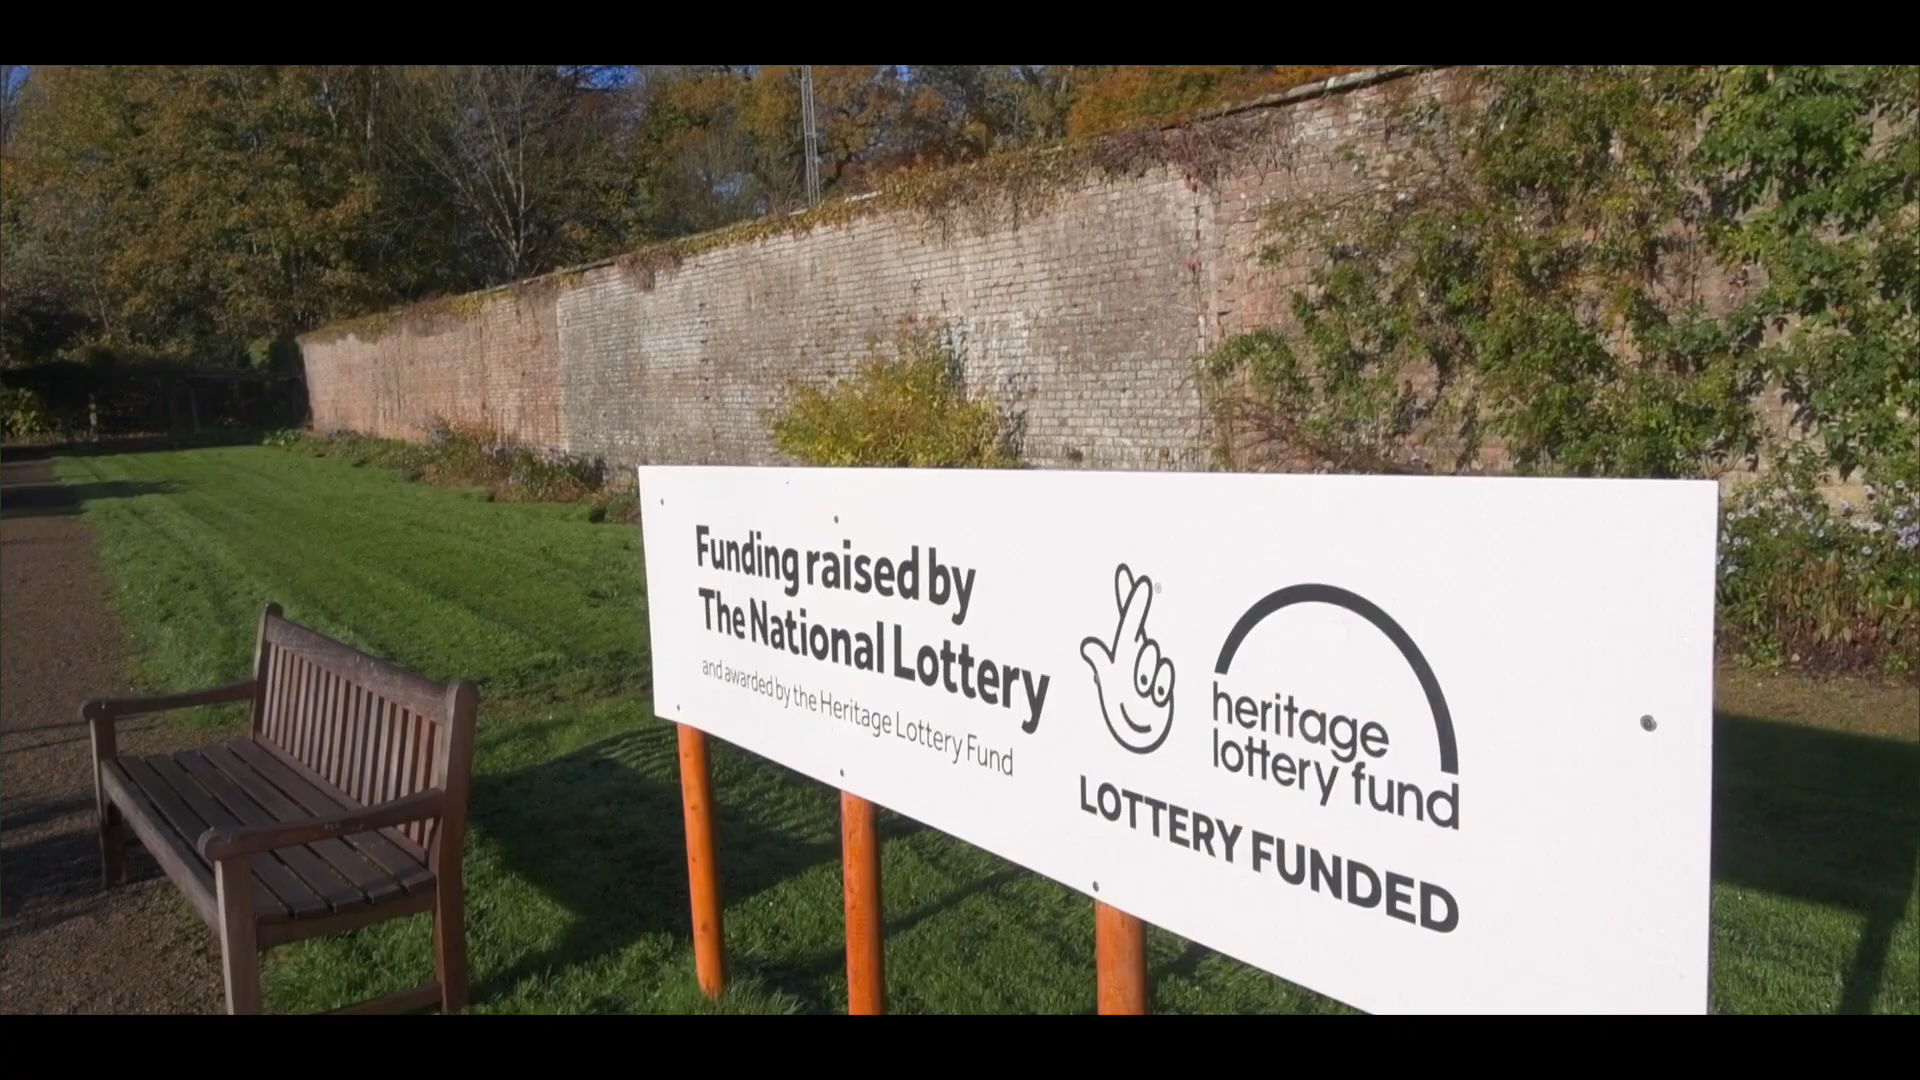 Funding raised by
The National Lottery
and awarded by the Heritage Lottery Fund
heritage
lottery fund
LOTTERY FUNDED